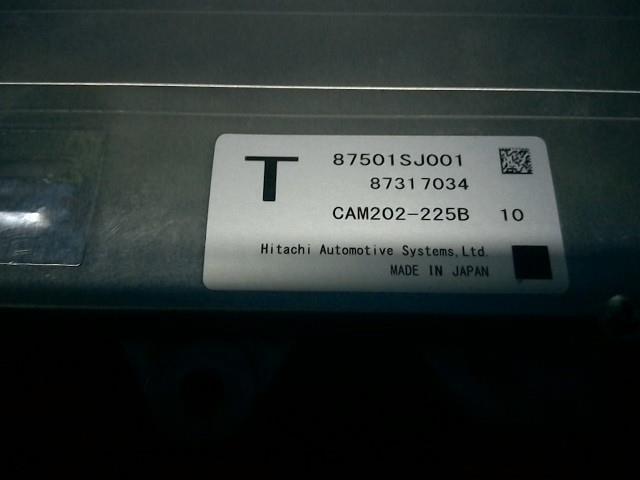 T
87501SJ001
87317034
CAM202-225B 10
Hitachi Automotive Systems,Ltd.
MADE IN JAPAN